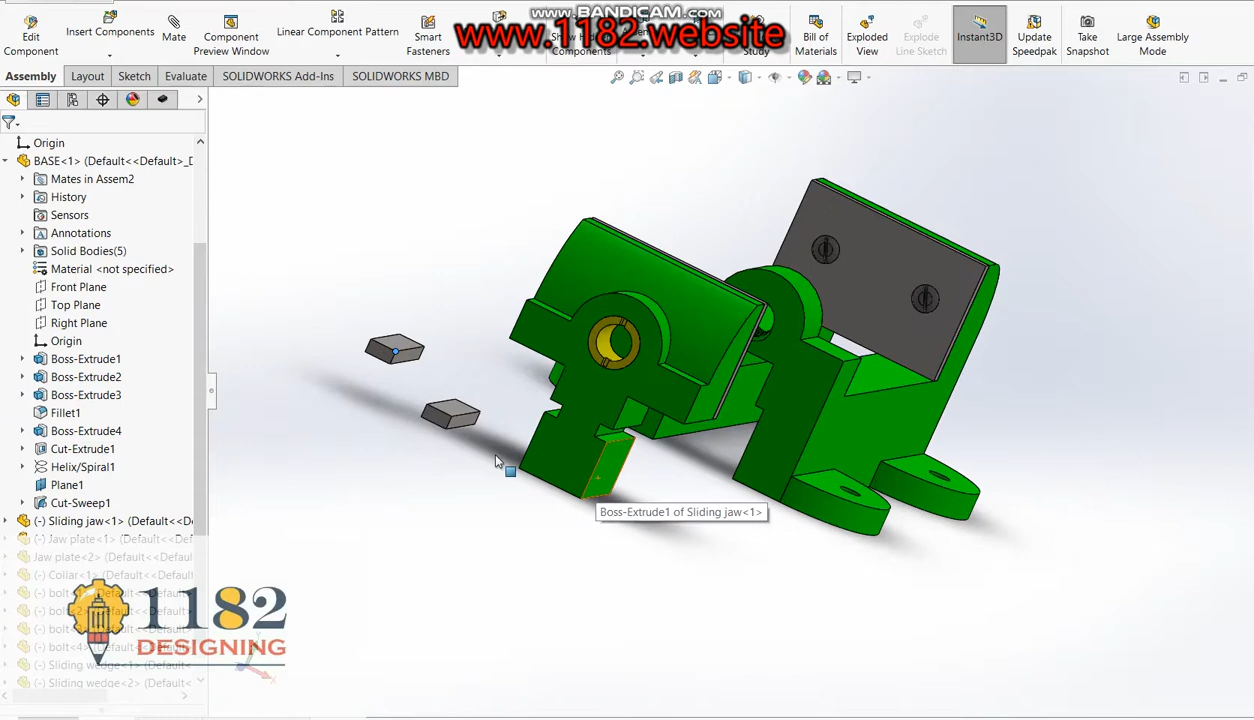 WWW.BANDICAM.COM
www.1182.website
Edit
Component
Insert Components
Mate
Component
Preview Window
Linear Component Pattern
Smart
Fasteners
Show Hidden
Components
Study
Bill of
Materials
Exploded
View
Explode
Line Sketch
Instant3D
Update
Speedpak
Take
Snapshot
Large Assembly
Mode
Assembly
Layout
Sketch
Evaluate
SOLIDWORKS Add-Ins
SOLIDWORKS MBD
Origin
BASE<1> (Default<<Default>_D
Mates in Assem2
History
Sensors
Annotations
Solid Bodies(5)
Material <not specified>
Front Plane
Top Plane
Right Plane
Origin
Boss-Extrude1
Boss-Extrude2
Boss-Extrude3
Fillet1
Boss-Extrude4
Cut-Extrude1
Helix/Spiral1
Plane1
Cut-Sweep1
(-) Sliding jaw<1> (Default<<De
(-) Jaw plate<1> (Default<<Def
Jaw plate<2> (Default<<Defaul
(-) Collar<1> (Default<<Default
(-) Sliding wedge<1> (Default<
(-) Sliding wedge<2> (Default<
Boss-Extrude1 of Sliding jaw<1>
1182
DESIGNING